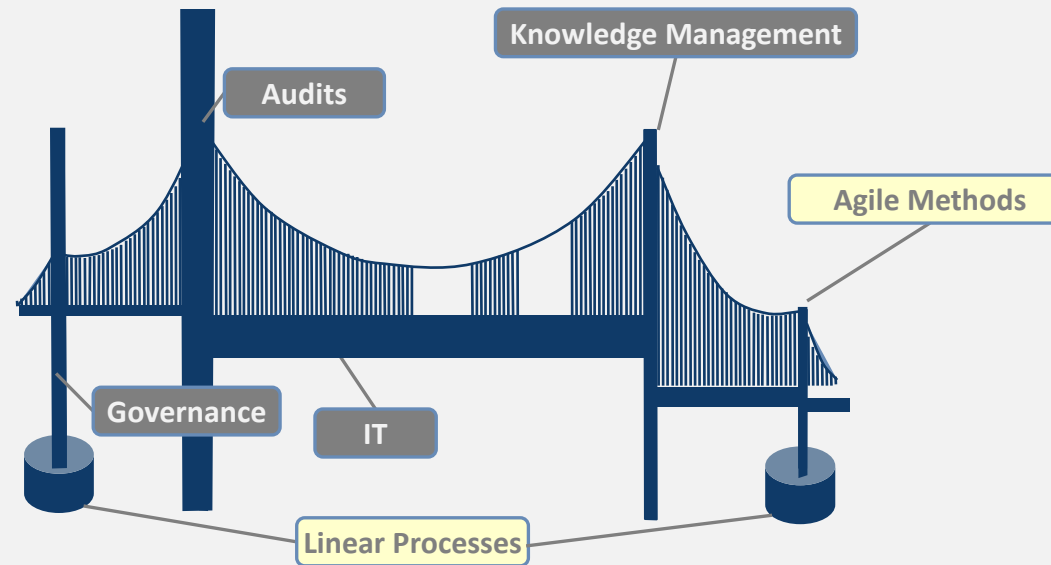 Knowledge Management
Audits
Agile Methods
Governance
IT
Linear Processes